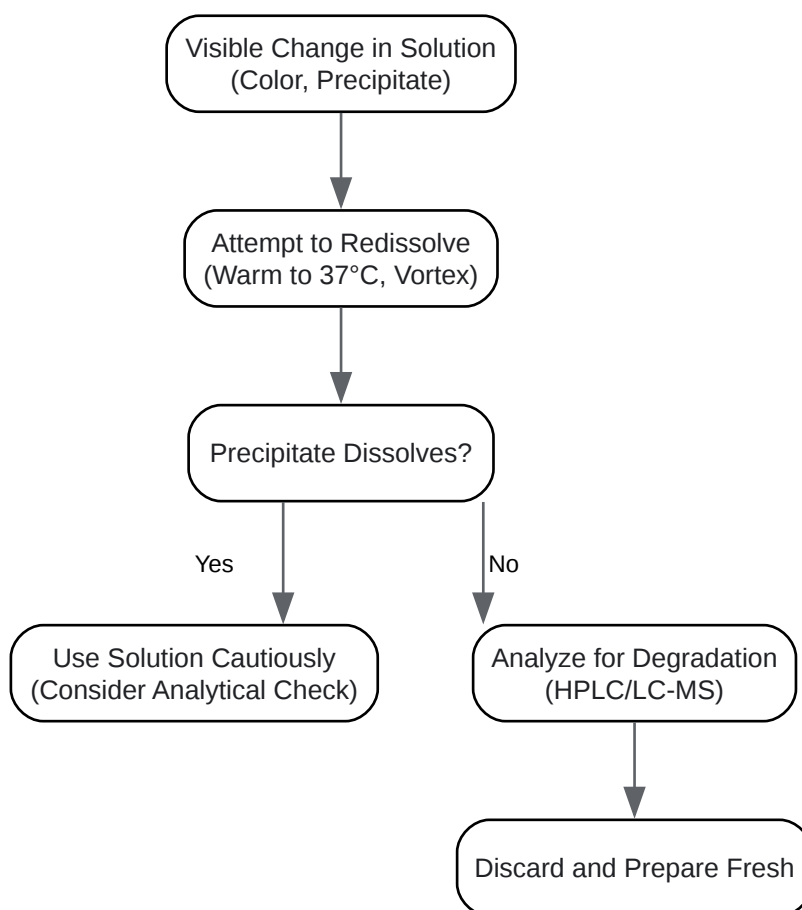 Visible Change in Solution
(Color, Precipitate)
Attempt to Redissolve
(Warm to 37°C, Vortex)
Precipitate Dissolves?
Yes
No
Use Solution Cautiously
(Consider Analytical Check)
Analyze for Degradation
(HPLC/LC-MS)
Discard and Prepare Fresh